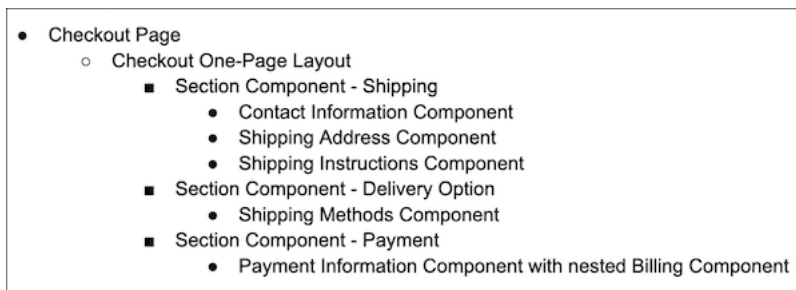 ● Checkout Page
○ Checkout One-Page Layout
■ Section Component - Shipping
● Contact Information Component
● Shipping Address Component
● Shipping Instructions Component
■ Section Component - Delivery Option
● Shipping Methods Component
■ Section Component - Payment
● Payment Information Component with nested Billing Component